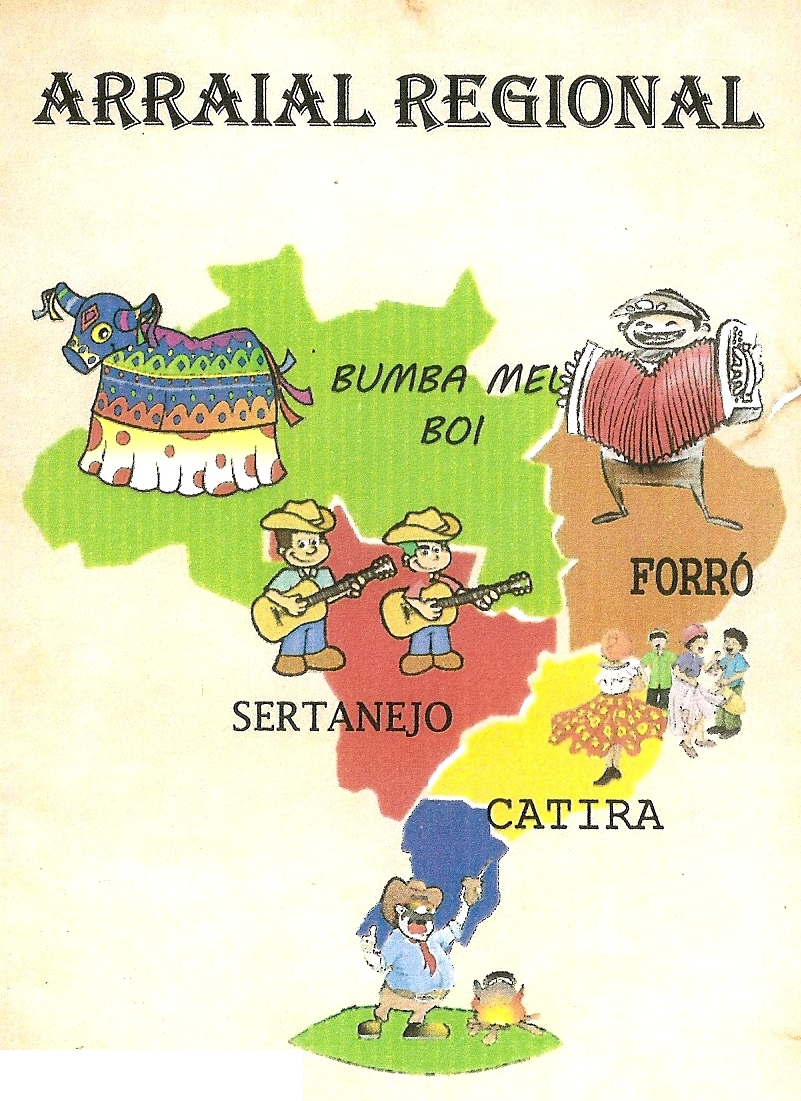 ARRAIAL REGIONAL
BUMBA MEU
BOI
FORRÓ
SERTANEJO
CATIRA